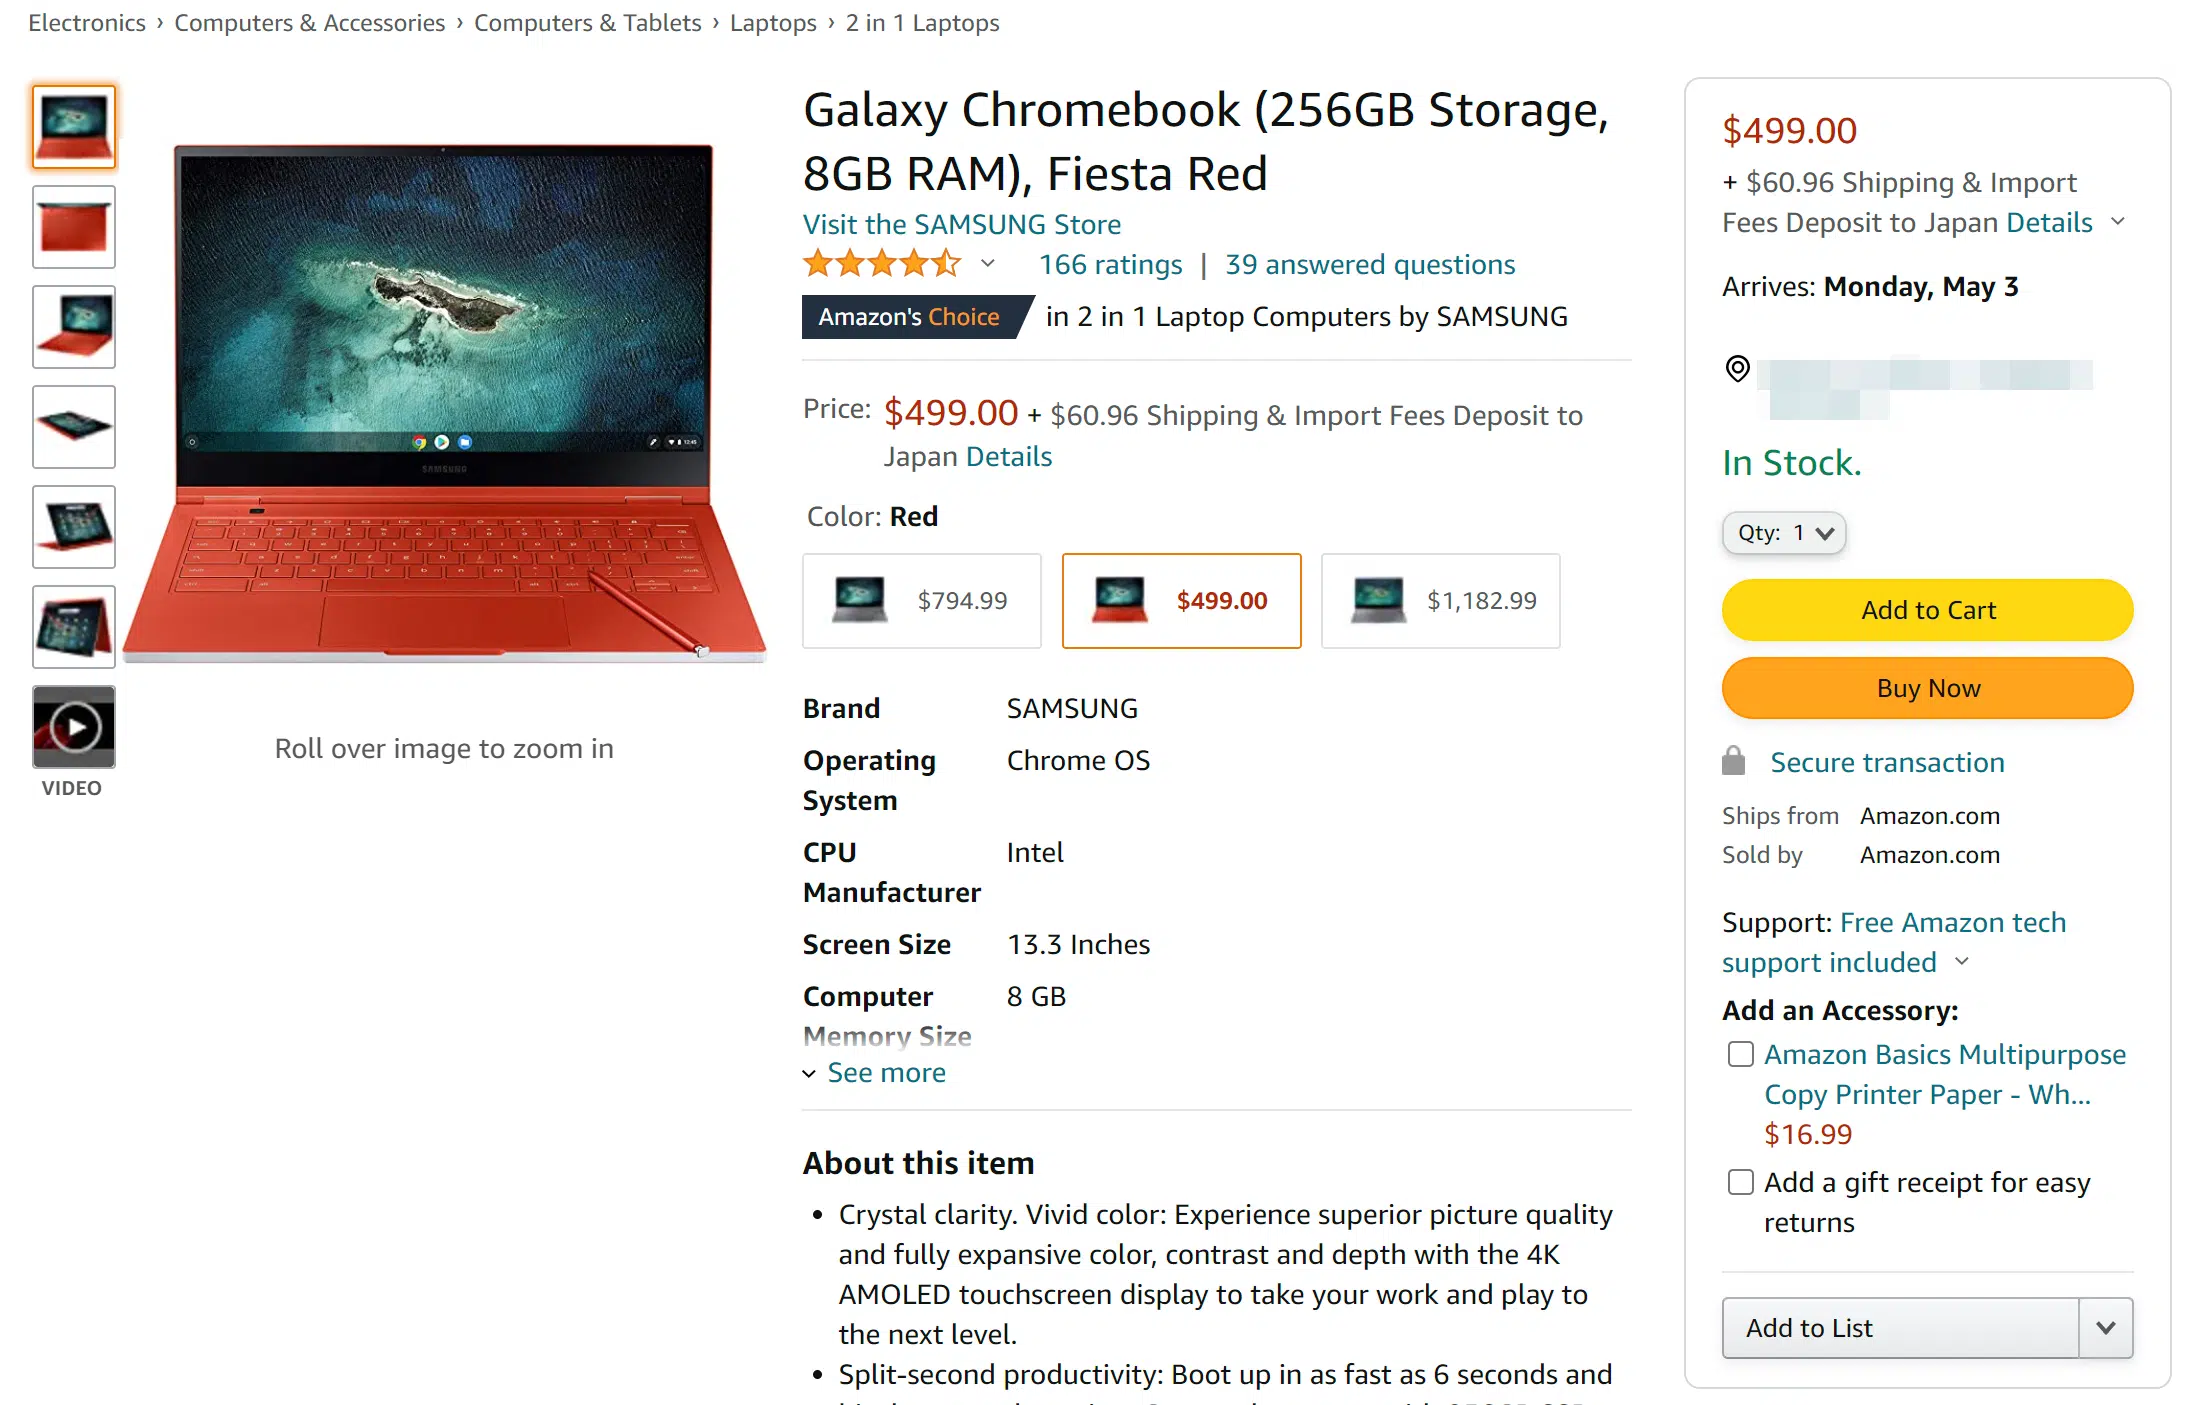 Electronics › Computers & Accessories › Computers & Tablets › Laptops › 2 in 1 Laptops
VIDEO
SAMSUNG
Roll over image to zoom in
Galaxy Chromebook (256GB Storage,
8GB RAM), Fiesta Red
Visit the SAMSUNG Store
166 ratings | 39 answered questions
Amazon's Choice in 2 in 1 Laptop Computers by SAMSUNG
Price: $499.00 + $60.96 Shipping & Import Fees Deposit to
Japan Details
Color: Red
$794.99 $499.00 $1,182.99
Brand SAMSUNG
Operating Chrome OS
System
CPU Intel
Manufacturer
Screen Size 13.3 Inches
Computer 8 GB
Memory Size
See more
About this item
• Crystal clarity. Vivid color: Experience superior picture quality
and fully expansive color, contrast and depth with the 4K
AMOLED touchscreen display to take your work and play to
the next level.
• Split-second productivity: Boot up in as fast as 6 seconds and
$499.00
+ $60.96 Shipping & Import
Fees Deposit to Japan Details
Arrives: Monday, May 3
In Stock.
Qty: 1
Add to Cart
Buy Now
Secure transaction
Ships from Amazon.com
Sold by Amazon.com
Support: Free Amazon tech
support included
Add an Accessory:
Amazon Basics Multipurpose
Copy Printer Paper - Wh...
$16.99
Add a gift receipt for easy
returns
Add to List